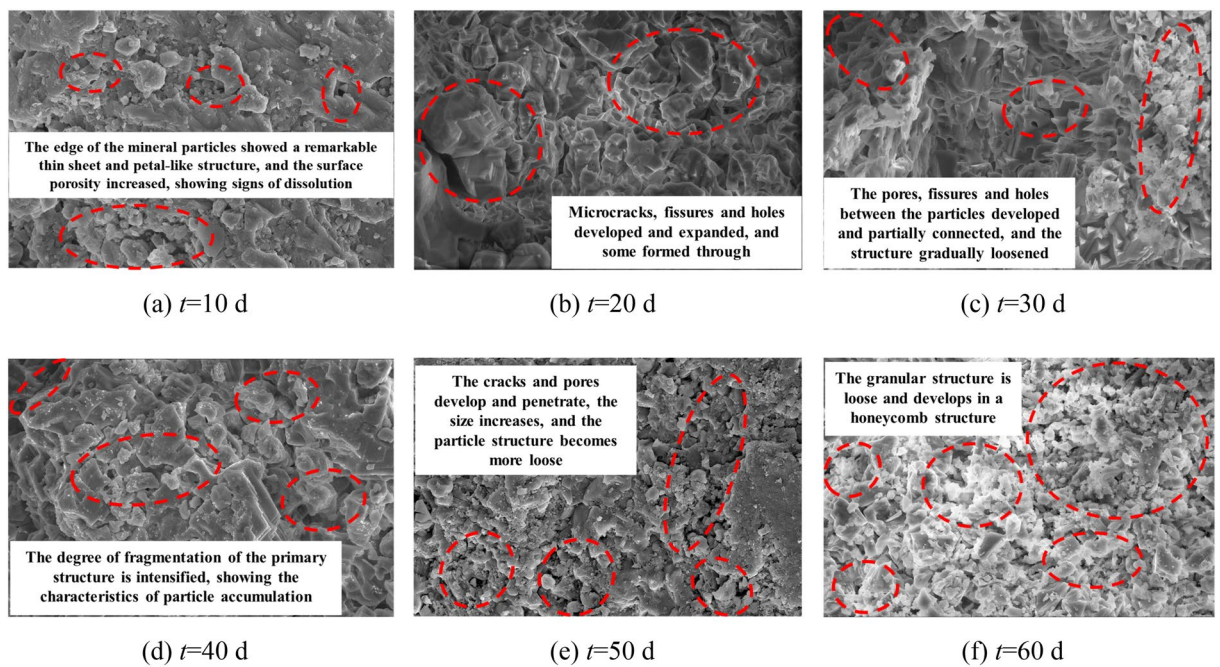 The edge of the mineral particles showed a remarkable
thin sheet and petal-like structure, and the surface
porosity increased, showing signs of dissolution
(a) t=10 d
Microcracks, fissures and holes
developed and expanded, and
some formed through
(b) t=20 d
The pores, fissures and holes
between the particles developed
and partially connected, and the
structure gradually loosened
(c) t=30 d
The degree of fragmentation of the primary
structure is intensified, showing the
characteristics of particle accumulation
(d) t=40 d
The cracks and pores
develop and penetrate, the
size increases, and the
particle structure becomes
more loose
(e) t=50 d
The granular structure is
loose and develops in a
honeycomb structure
(f) t=60 d